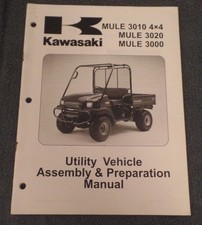 MULE 3010 4×4
MULE 3020
MULE 3000
Kawasaki
Utility Vehicle
Assembly & Preparation
Manual